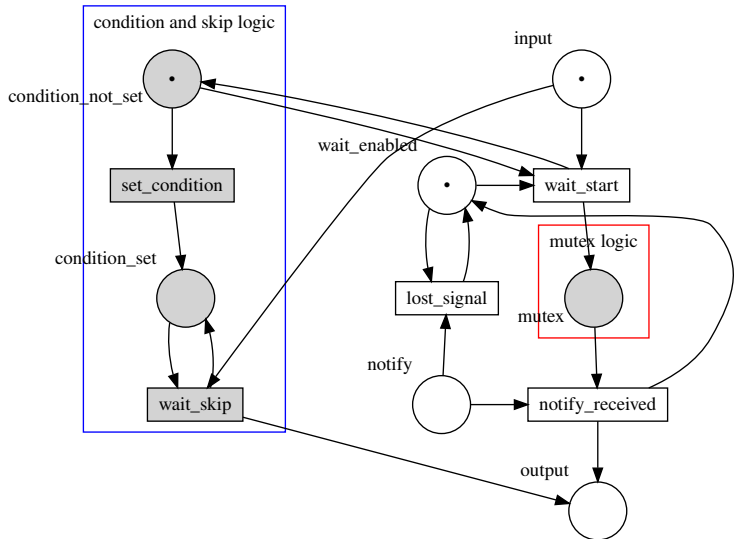 condition and skip logic
input
condition_not_set
wait_enabled
set_condition
wait_start
mutex logic
condition_set
lost_signal
mutex
notify
wait_skip
notify_received
output